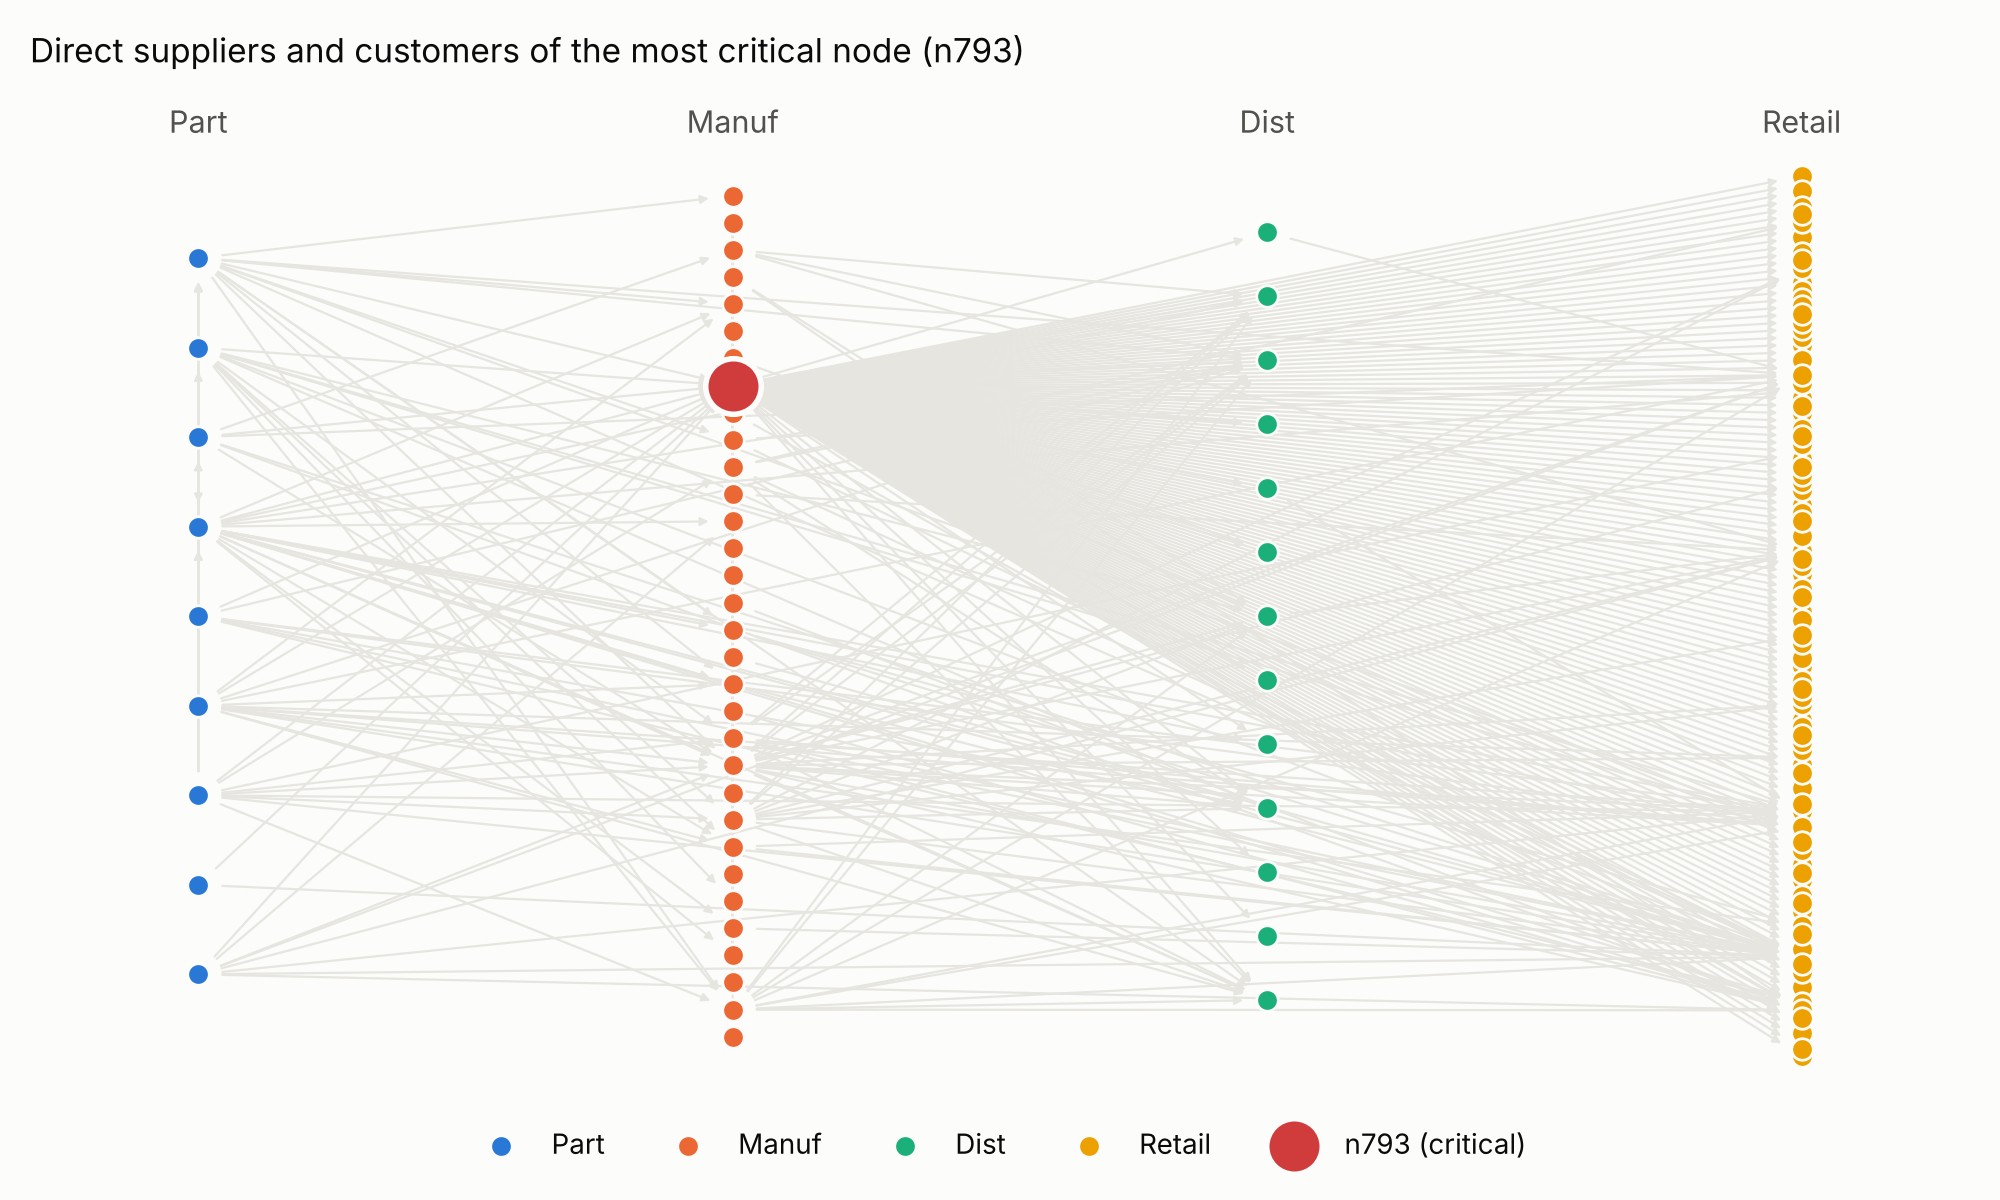 Direct suppliers and customers of the most critical node (n793)
Part Manuf Dist Retail
Part Manuf Dist Retail n793 (critical)